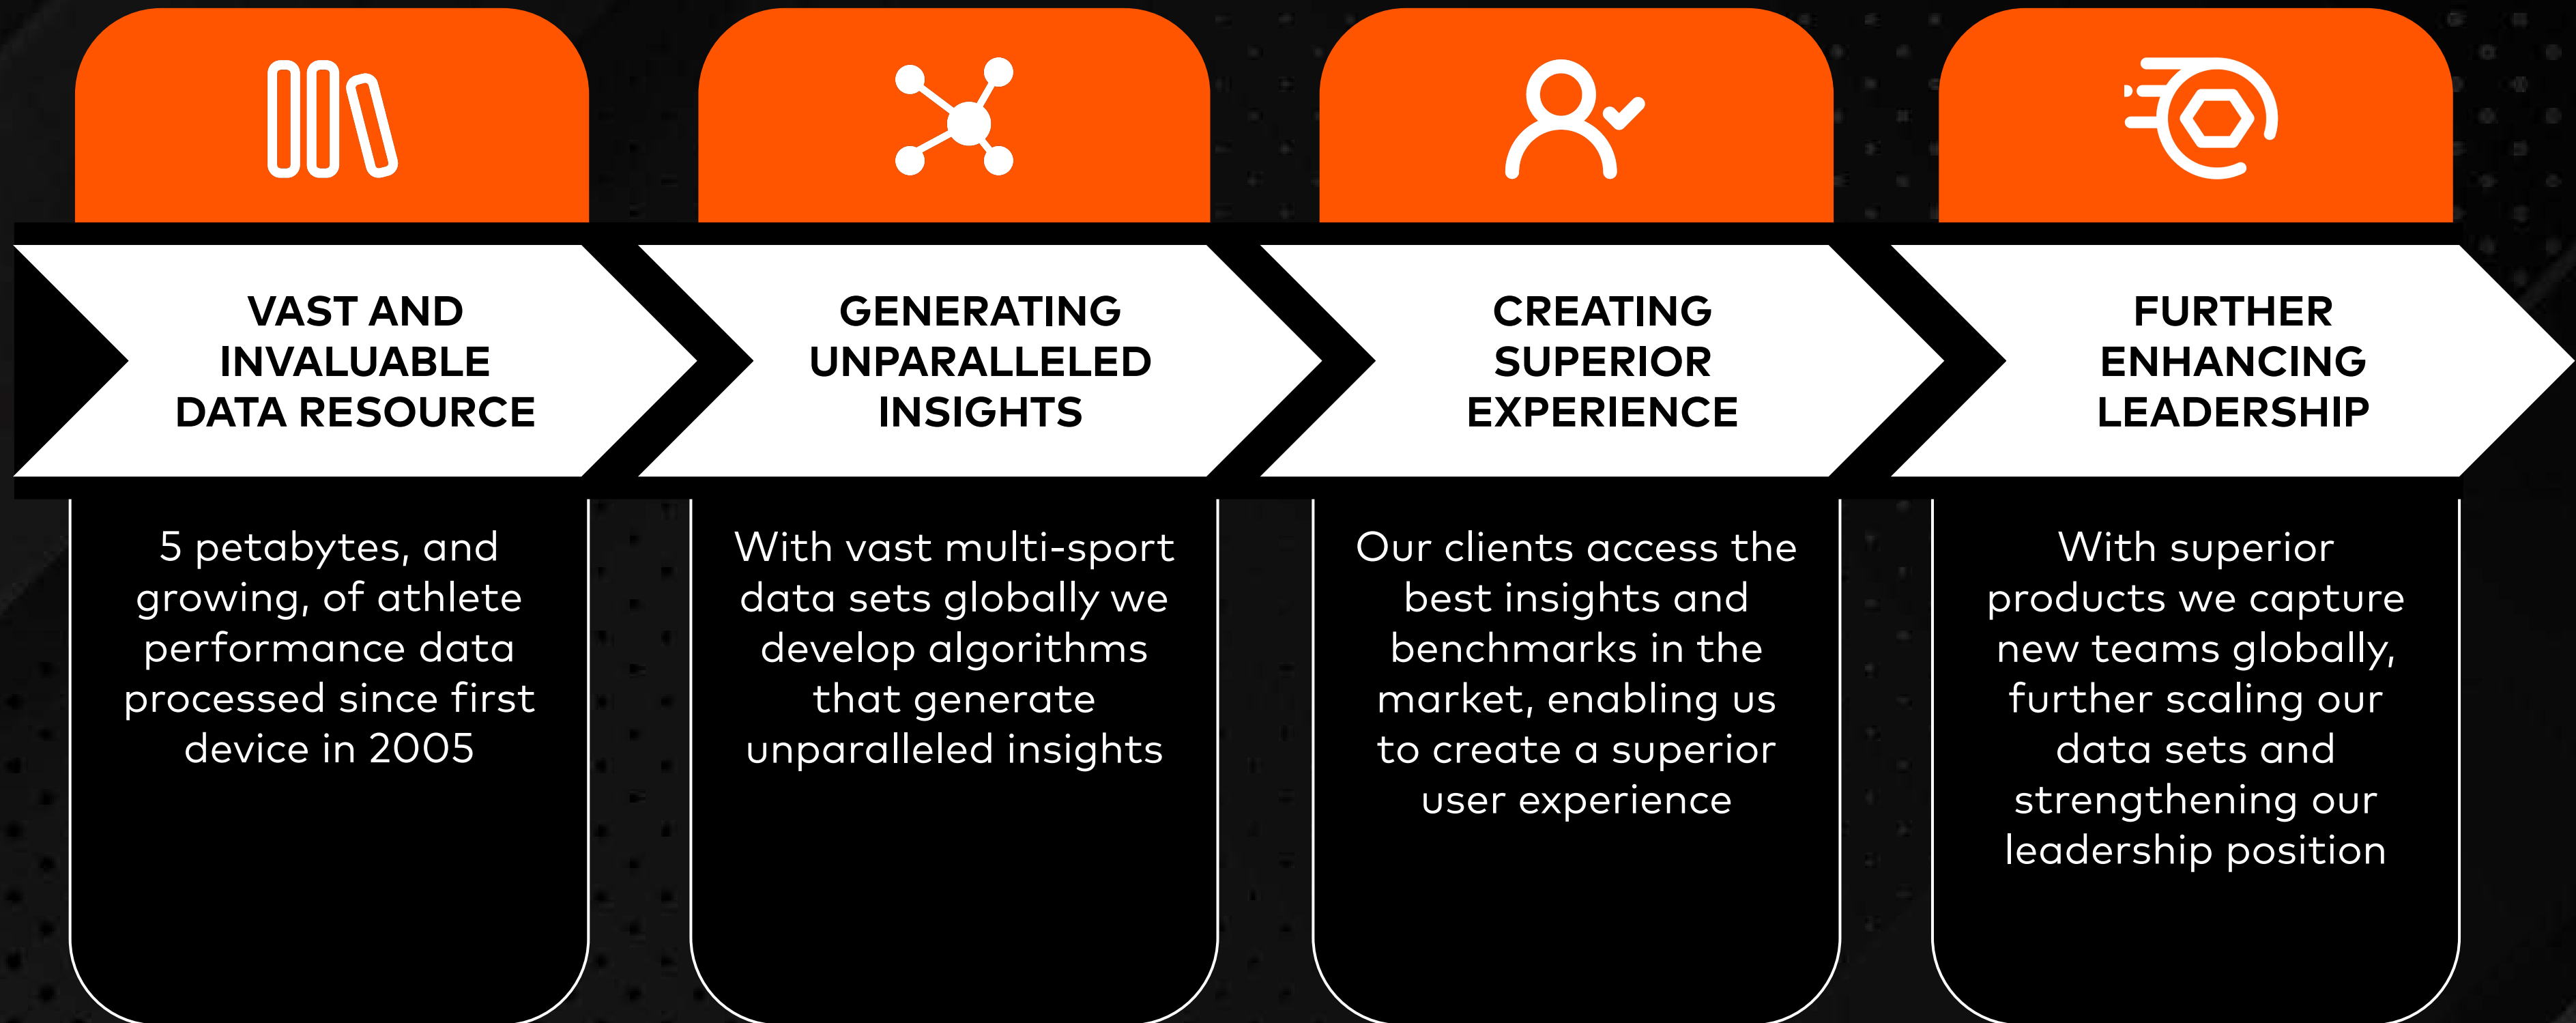 VAST AND
INVALUABLE
DATA RESOURCE
5 petabytes, and
growing, of athlete
performance data
processed since first
device in 2005
GENERATING
UNPARALLELED
INSIGHTS
With vast multi-sport
data sets globally we
develop algorithms
that generate
unparalleled insights
CREATING
SUPERIOR
EXPERIENCE
Our clients access the
best insights and
benchmarks in the
market, enabling us
to create a superior
user experience
FURTHER
ENHANCING
LEADERSHIP
With superior
products we capture
new teams globally,
further scaling our
data sets and
strengthening our
leadership position